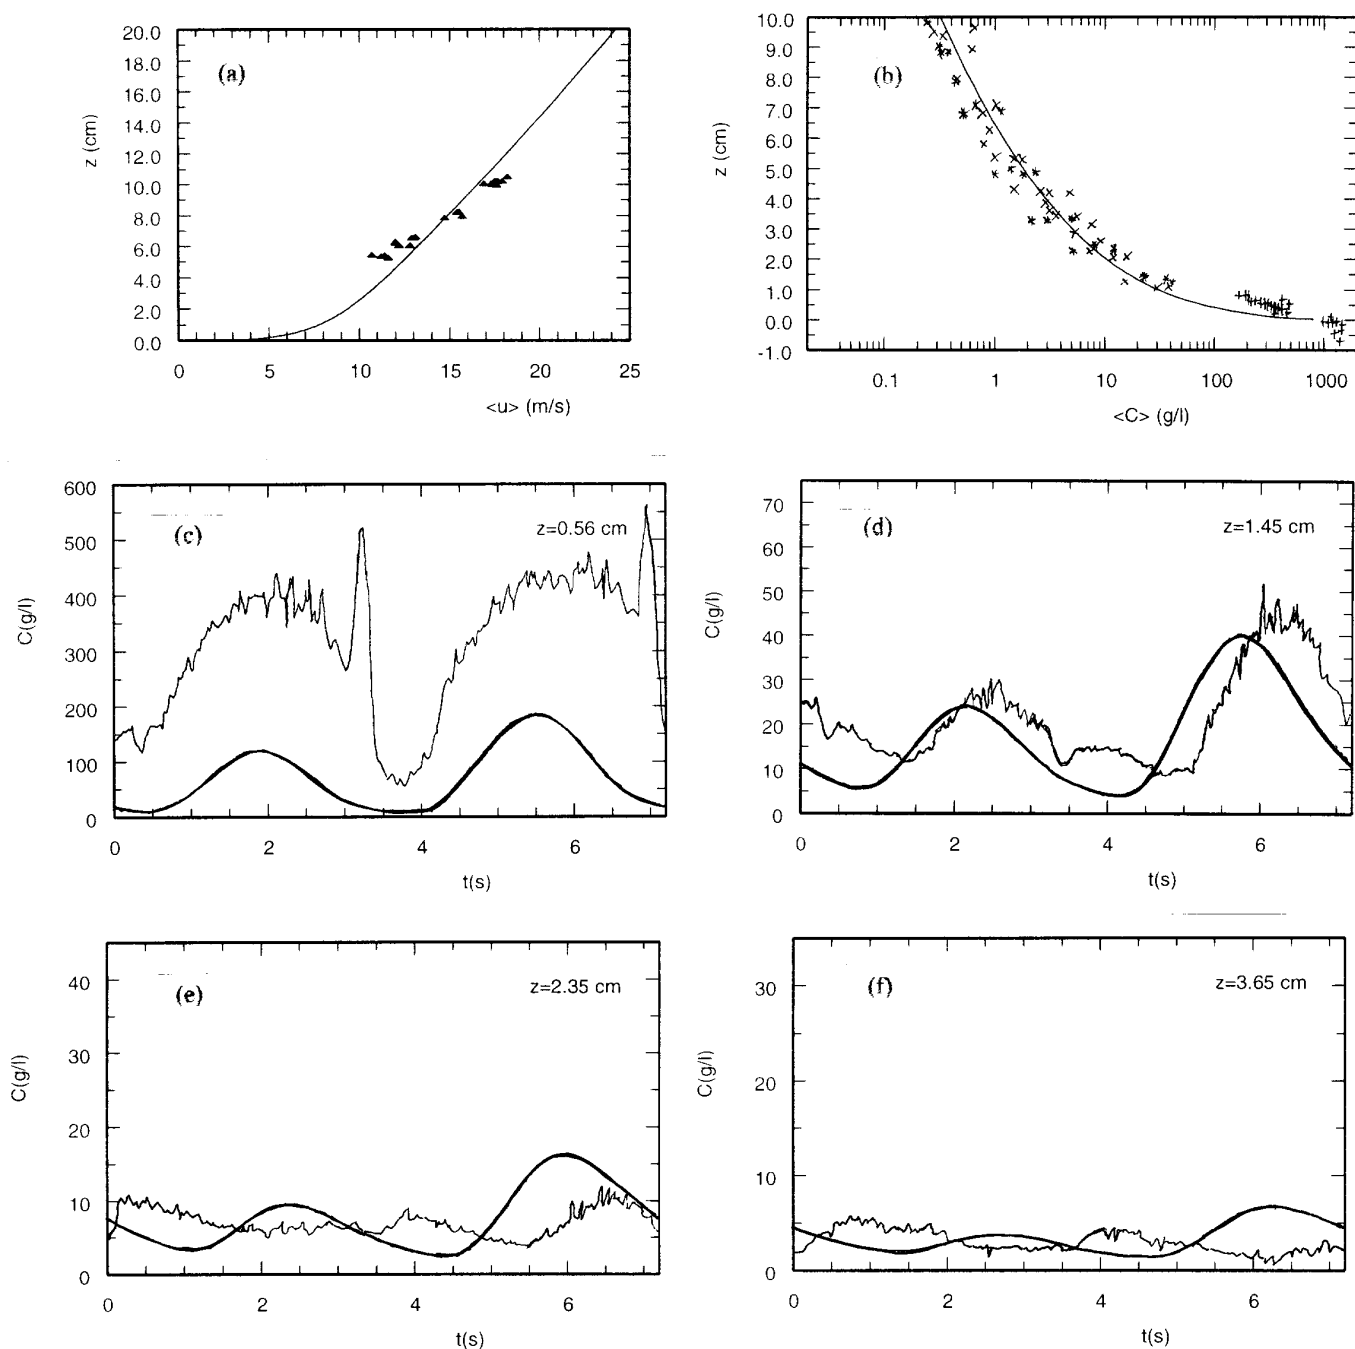 (a)
z (cm)
20.0
18.0
16.0
14.0
12.0
10.0
8.0
6.0
4.0
2.0
0.0
0 5 10 15 20 25
<u> (m/s)
(b)
z (cm)
10.0
9.0
8.0
7.0
6.0
5.0
4.0
3.0
2.0
1.0
0.0
-1.0
0.1 1 10 100 1000
<C> (g/l)
(c)
z=0.56 cm
C(g/l)
600
500
400
300
200
100
0
0 2 4 6
t(s)
(d)
z=1.45 cm
C(g/l)
70
60
50
40
30
20
10
0
0 2 4 6
t(s)
(e)
z=2.35 cm
C(g/l)
40
30
20
10
0
0 2 4 6
t(s)
(f)
z=3.65 cm
C(g/l)
30
20
10
0
0 2 4 6
t(s)